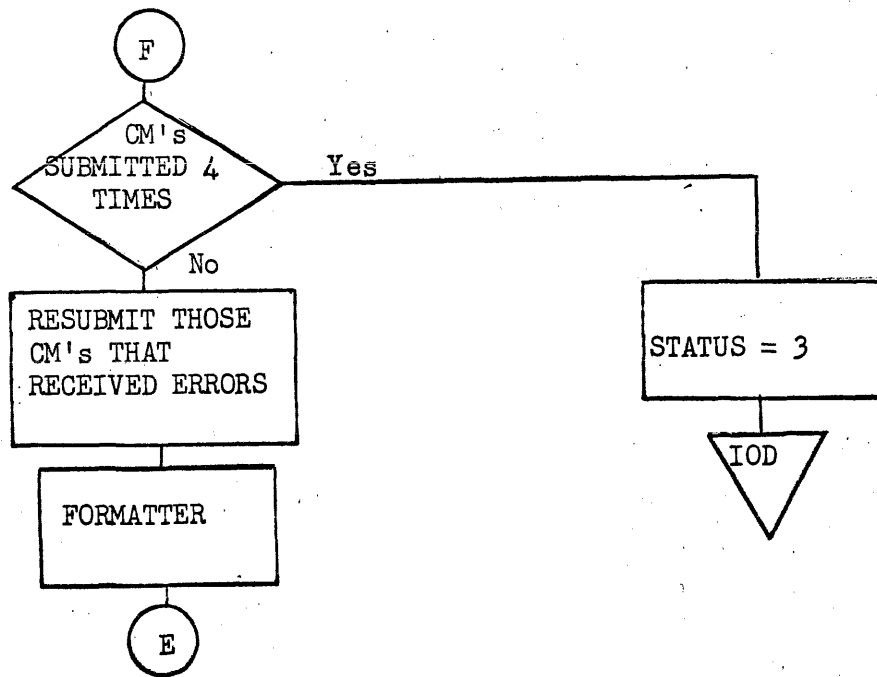 F
CM's
SUBMITTED 4
TIMES
Yes
No
RESUBMIT THOSE
CM's THAT
RECEIVED ERRORS
STATUS = 3
IOD
FORMATTER
E